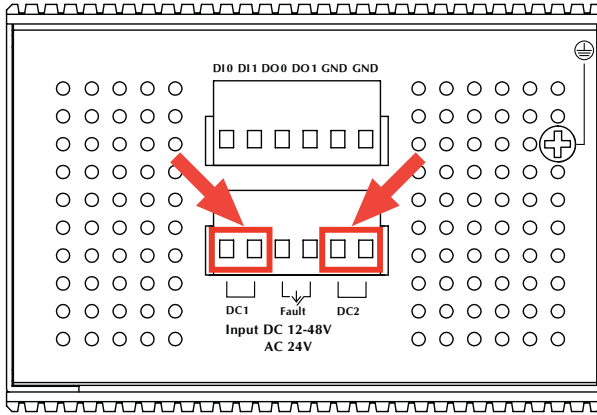 DI0 DI1 DO0 DO1 GND GND
DC1 Fault DC2
Input DC 12-48V
AC 24V